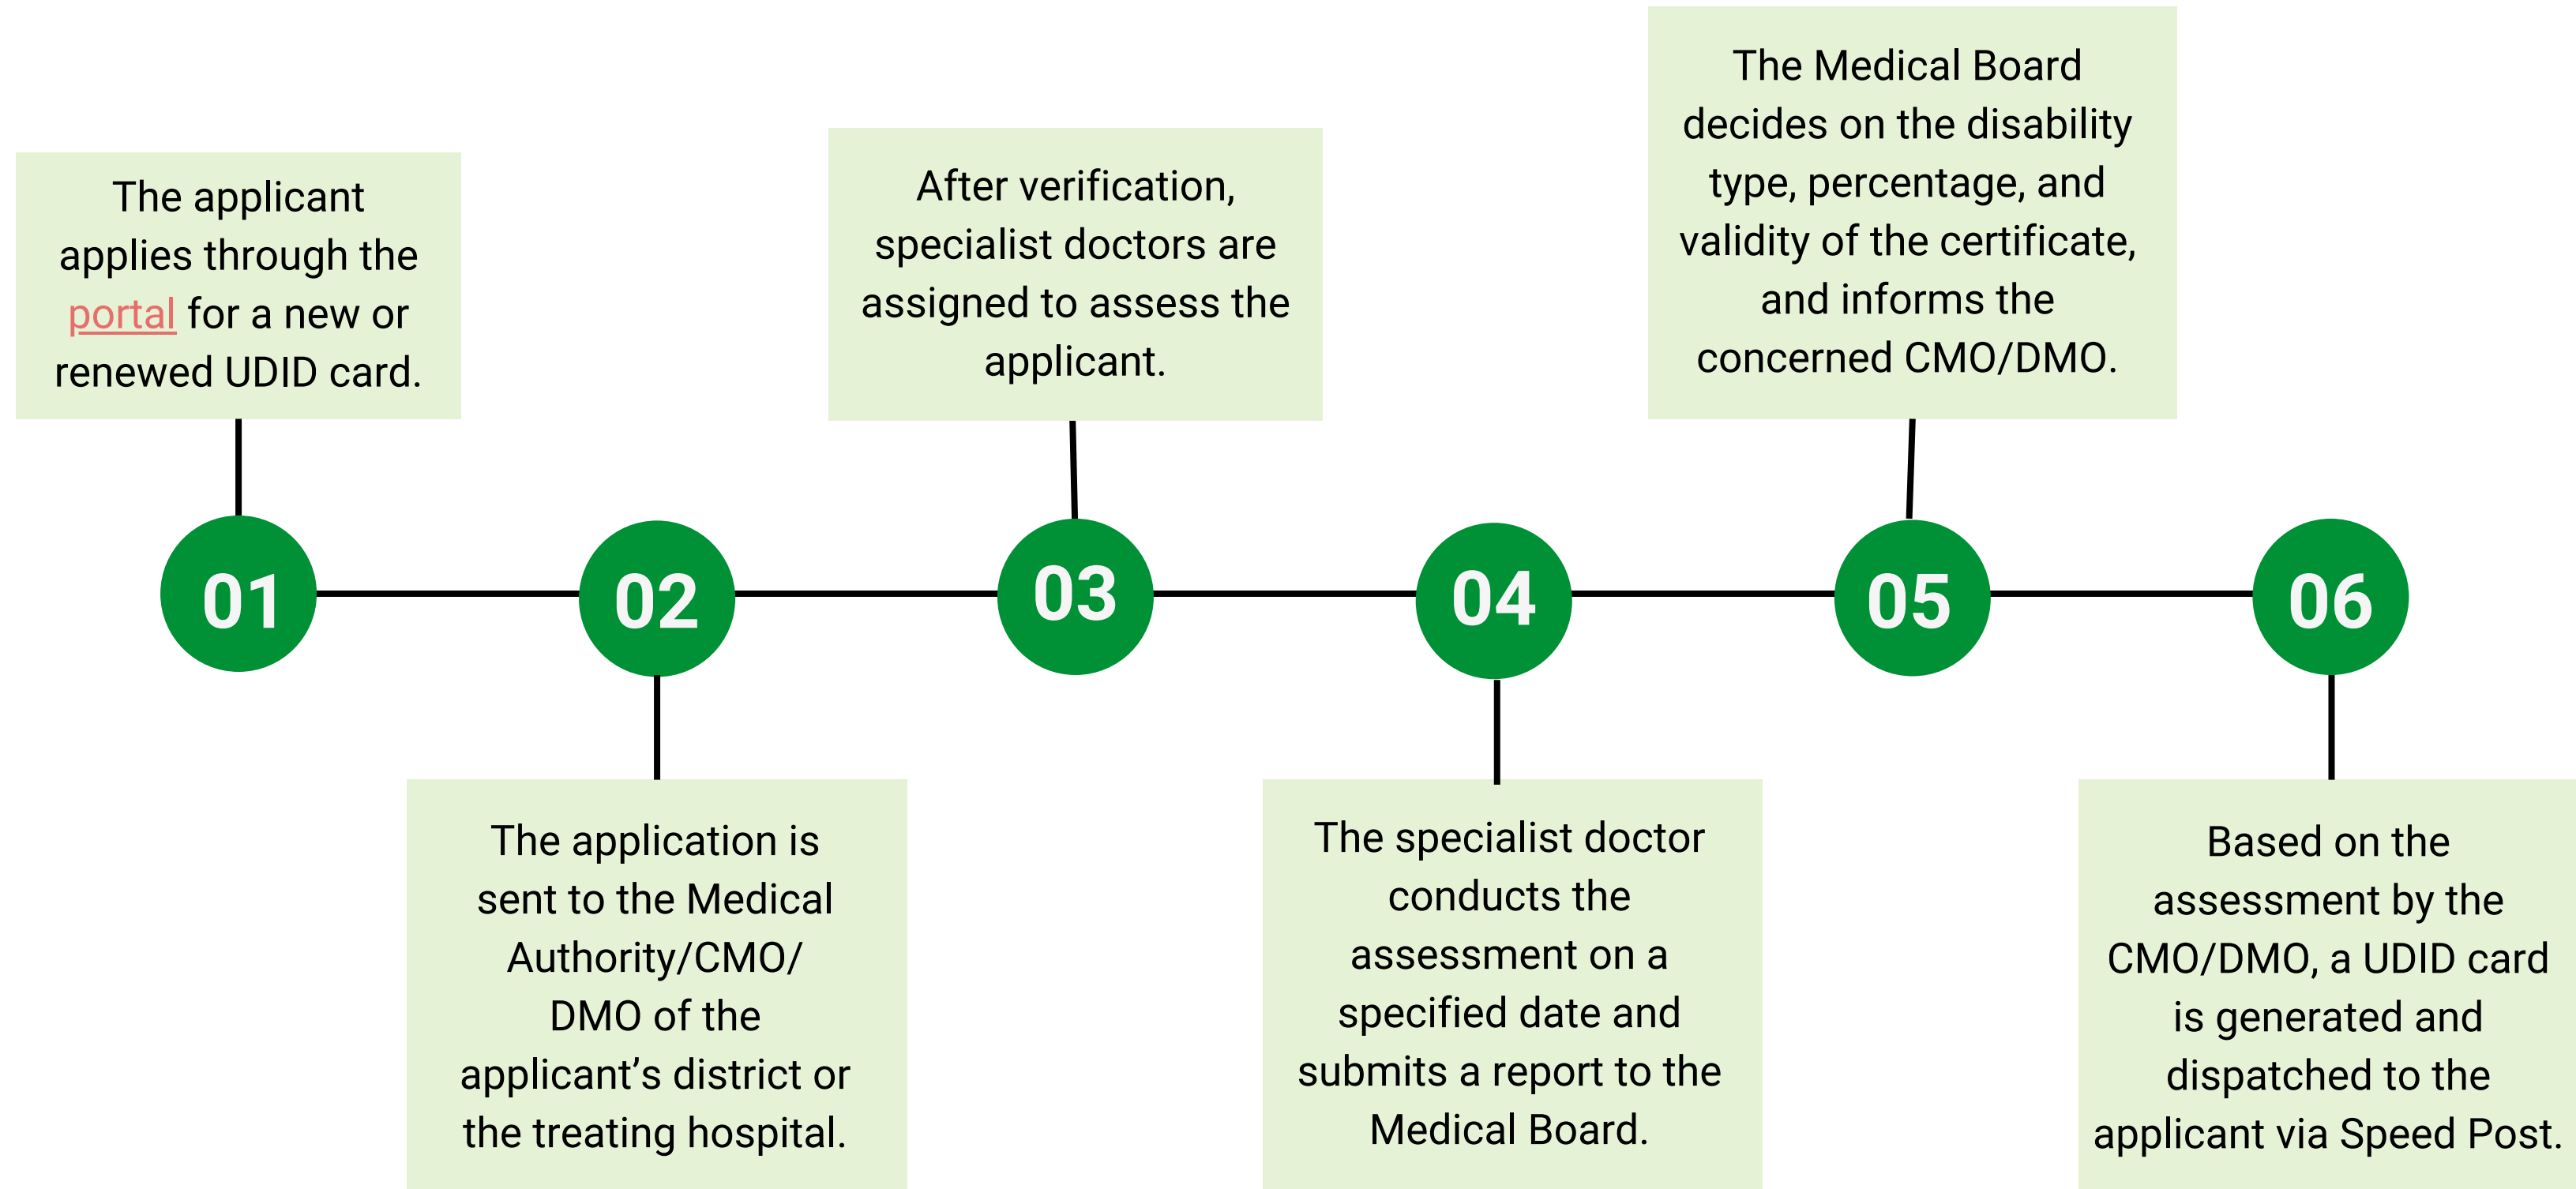 The applicant
applies through the
portal for a new or
renewed UDID card.
01
The application is
sent to the Medical
Authority/CMO/
DMO of the
applicant’s district or
the treating hospital.
02
After verification,
specialist doctors are
assigned to assess the
applicant.
03
The specialist doctor
conducts the
assessment on a
specified date and
submits a report to the
Medical Board.
04
The Medical Board
decides on the disability
type, percentage, and
validity of the certificate,
and informs the
concerned CMO/DMO.
05
Based on the
assessment by the
CMO/DMO, a UDID card
is generated and
dispatched to the
applicant via Speed Post.
06